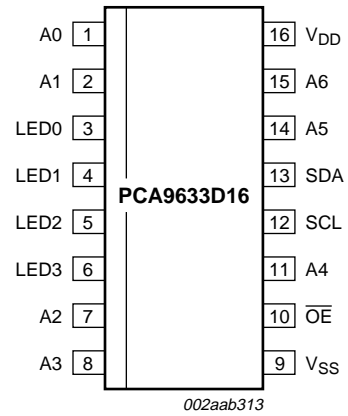 A0 1 16 VDD
A1 2 15 A6
LED0 3 14 A5
LED1 4 13 SDA
PCA9633D16
LED2 5 12 SCL
LED3 6 11 A4
A2 7 10 O̅E̅
A3 8 9 VSS
002aab313